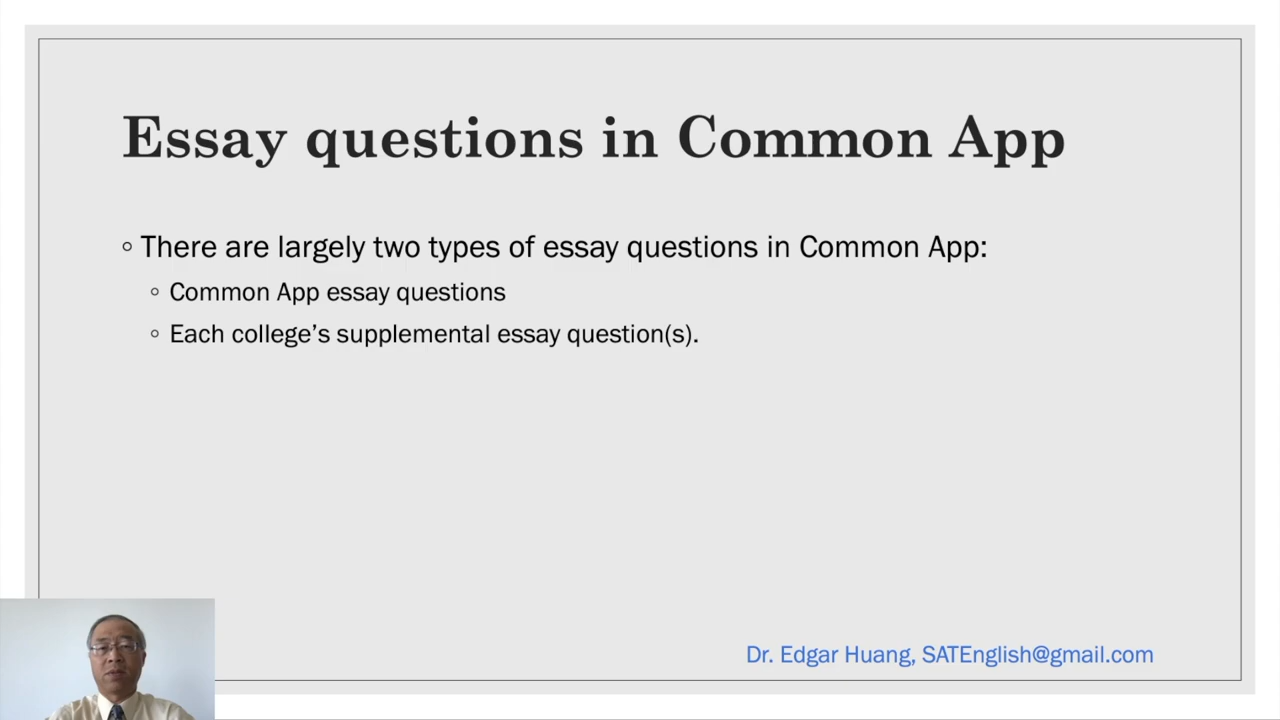 Essay questions in Common App
◦ There are largely two types of essay questions in Common App:
◦ Common App essay questions
◦ Each college’s supplemental essay question(s).
Dr. Edgar Huang, SATEnglish@gmail.com